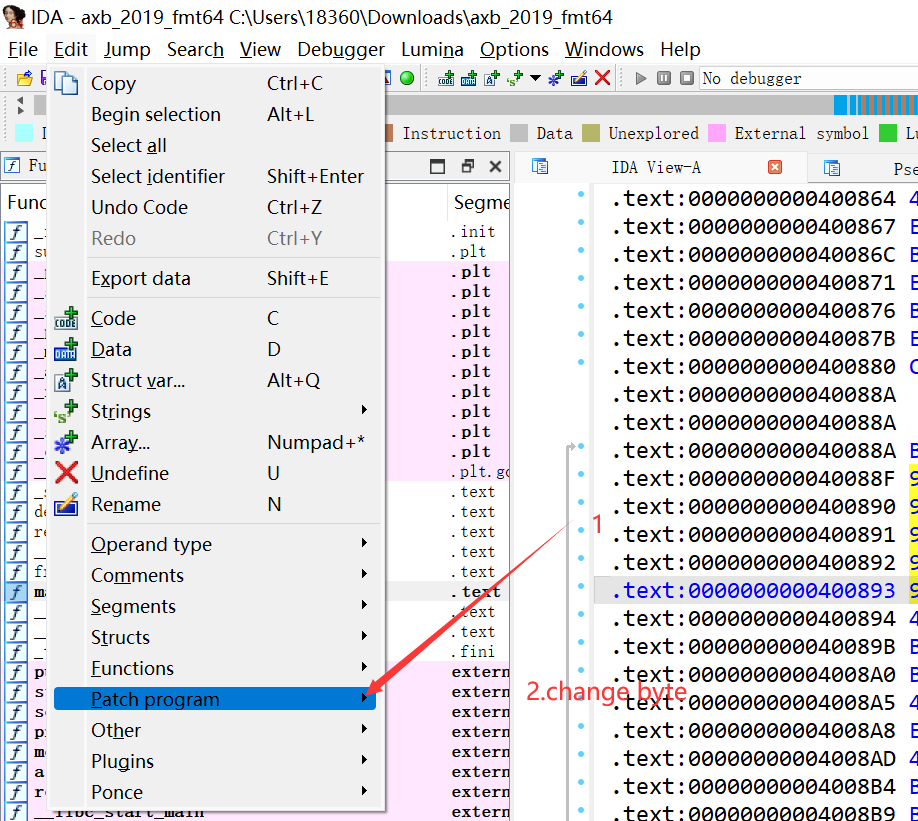 IDA - axb_2019_fmt64 C:\Users\18360\Downloads\axb_2019_fmt64
File Edit Jump Search View Debugger Lumina Options Windows Help
No debugger
Instruction Data Unexplored External symbol
IDA View-A
Copy Ctrl+C
Begin selection Alt+L
Select all
Select identifier Shift+Enter
Undo Code Ctrl+Z
Redo Ctrl+Y
Export data Shift+E
Code C
Data D
Struct var... Alt+Q
Strings
Array... Numpad+*
Undefine U
Rename N
Operand type
Comments
Segments
Structs
Functions
Patch program
Other
Plugins
Ponce
.init
.plt
.plt
.plt
.plt
.plt
.plt
.plt
.plt
.plt
.plt
.plt
.text
.text
.text
.text
.text
.text
.text
.text
.fini
extern
extern
extern
extern
extern
extern
extern
__libc_start_main extern
.text:0000000000400864
.text:0000000000400867
.text:000000000040086C
.text:0000000000400871
.text:0000000000400876
.text:000000000040087B
.text:0000000000400880
.text:000000000040088A
.text:000000000040088A
.text:000000000040088A
.text:000000000040088F
.text:0000000000400890
.text:0000000000400891
.text:0000000000400892
.text:0000000000400893
.text:0000000000400894
.text:000000000040089B
.text:00000000004008A0
.text:00000000004008A5
.text:00000000004008A8
.text:00000000004008AD
.text:00000000004008B4
.text:00000000004008B9
1
2.change byte